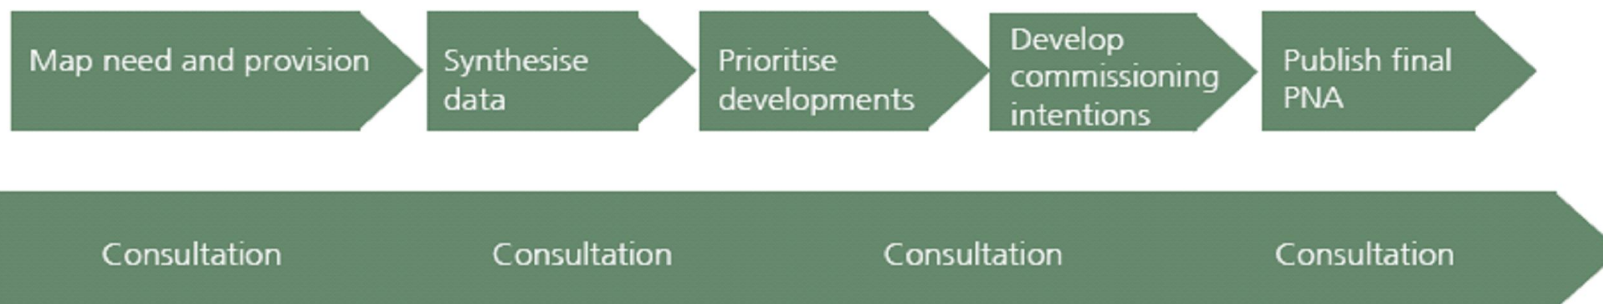 Map need and provision
Synthesise
data
Prioritise
developments
Develop
commissioning
intentions
Publish final
PNA
Consultation
Consultation
Consultation
Consultation